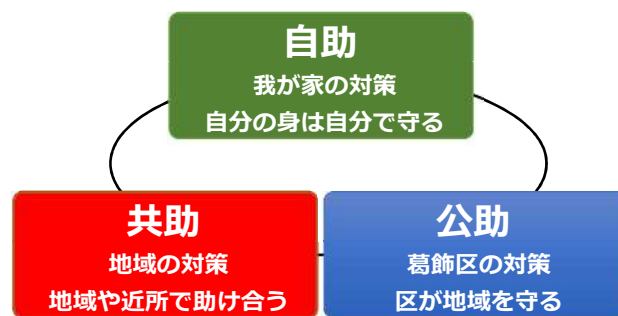 自助
我が家の対策
自分の身は自分で守る
共助
地域の対策
地域や近所で助け合う
公助
葛飾区の対策
区が地域を守る